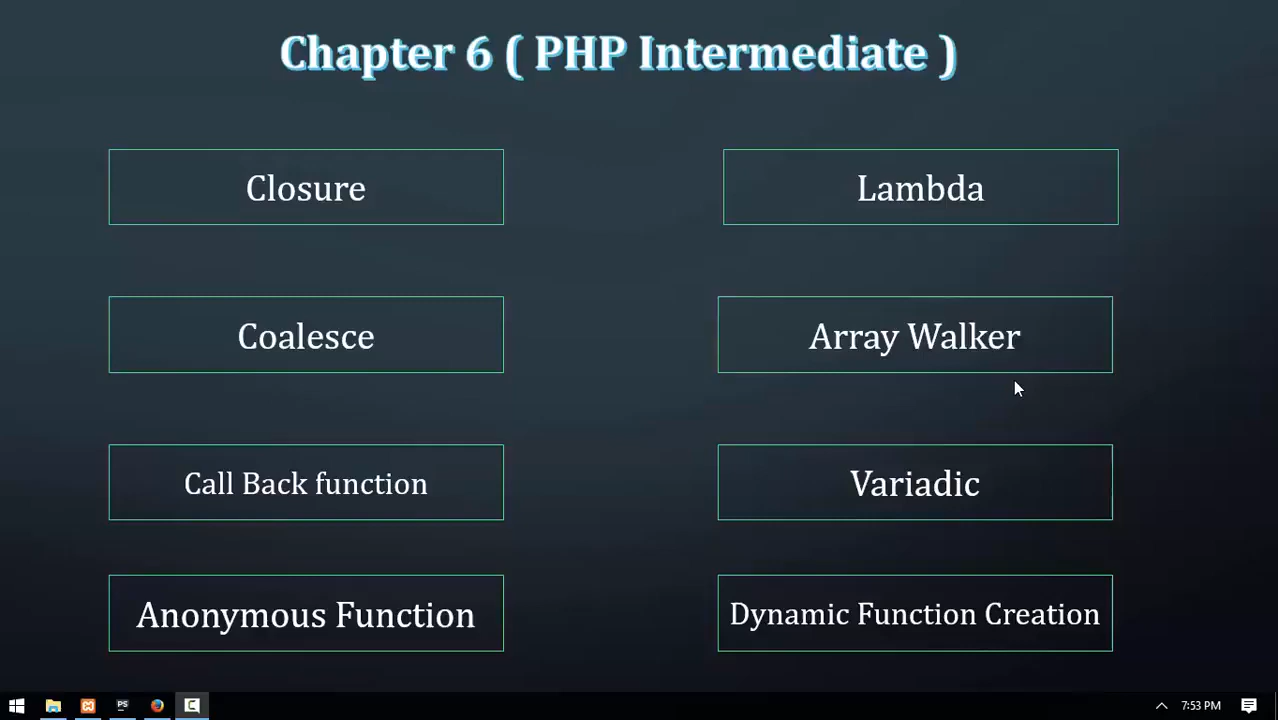 Chapter 6 ( PHP Intermediate )
Closure
Lambda
Coalesce
Array Walker
Call Back function
Variadic
Anonymous Function
Dynamic Function Creation
PS
C
7:53 PM